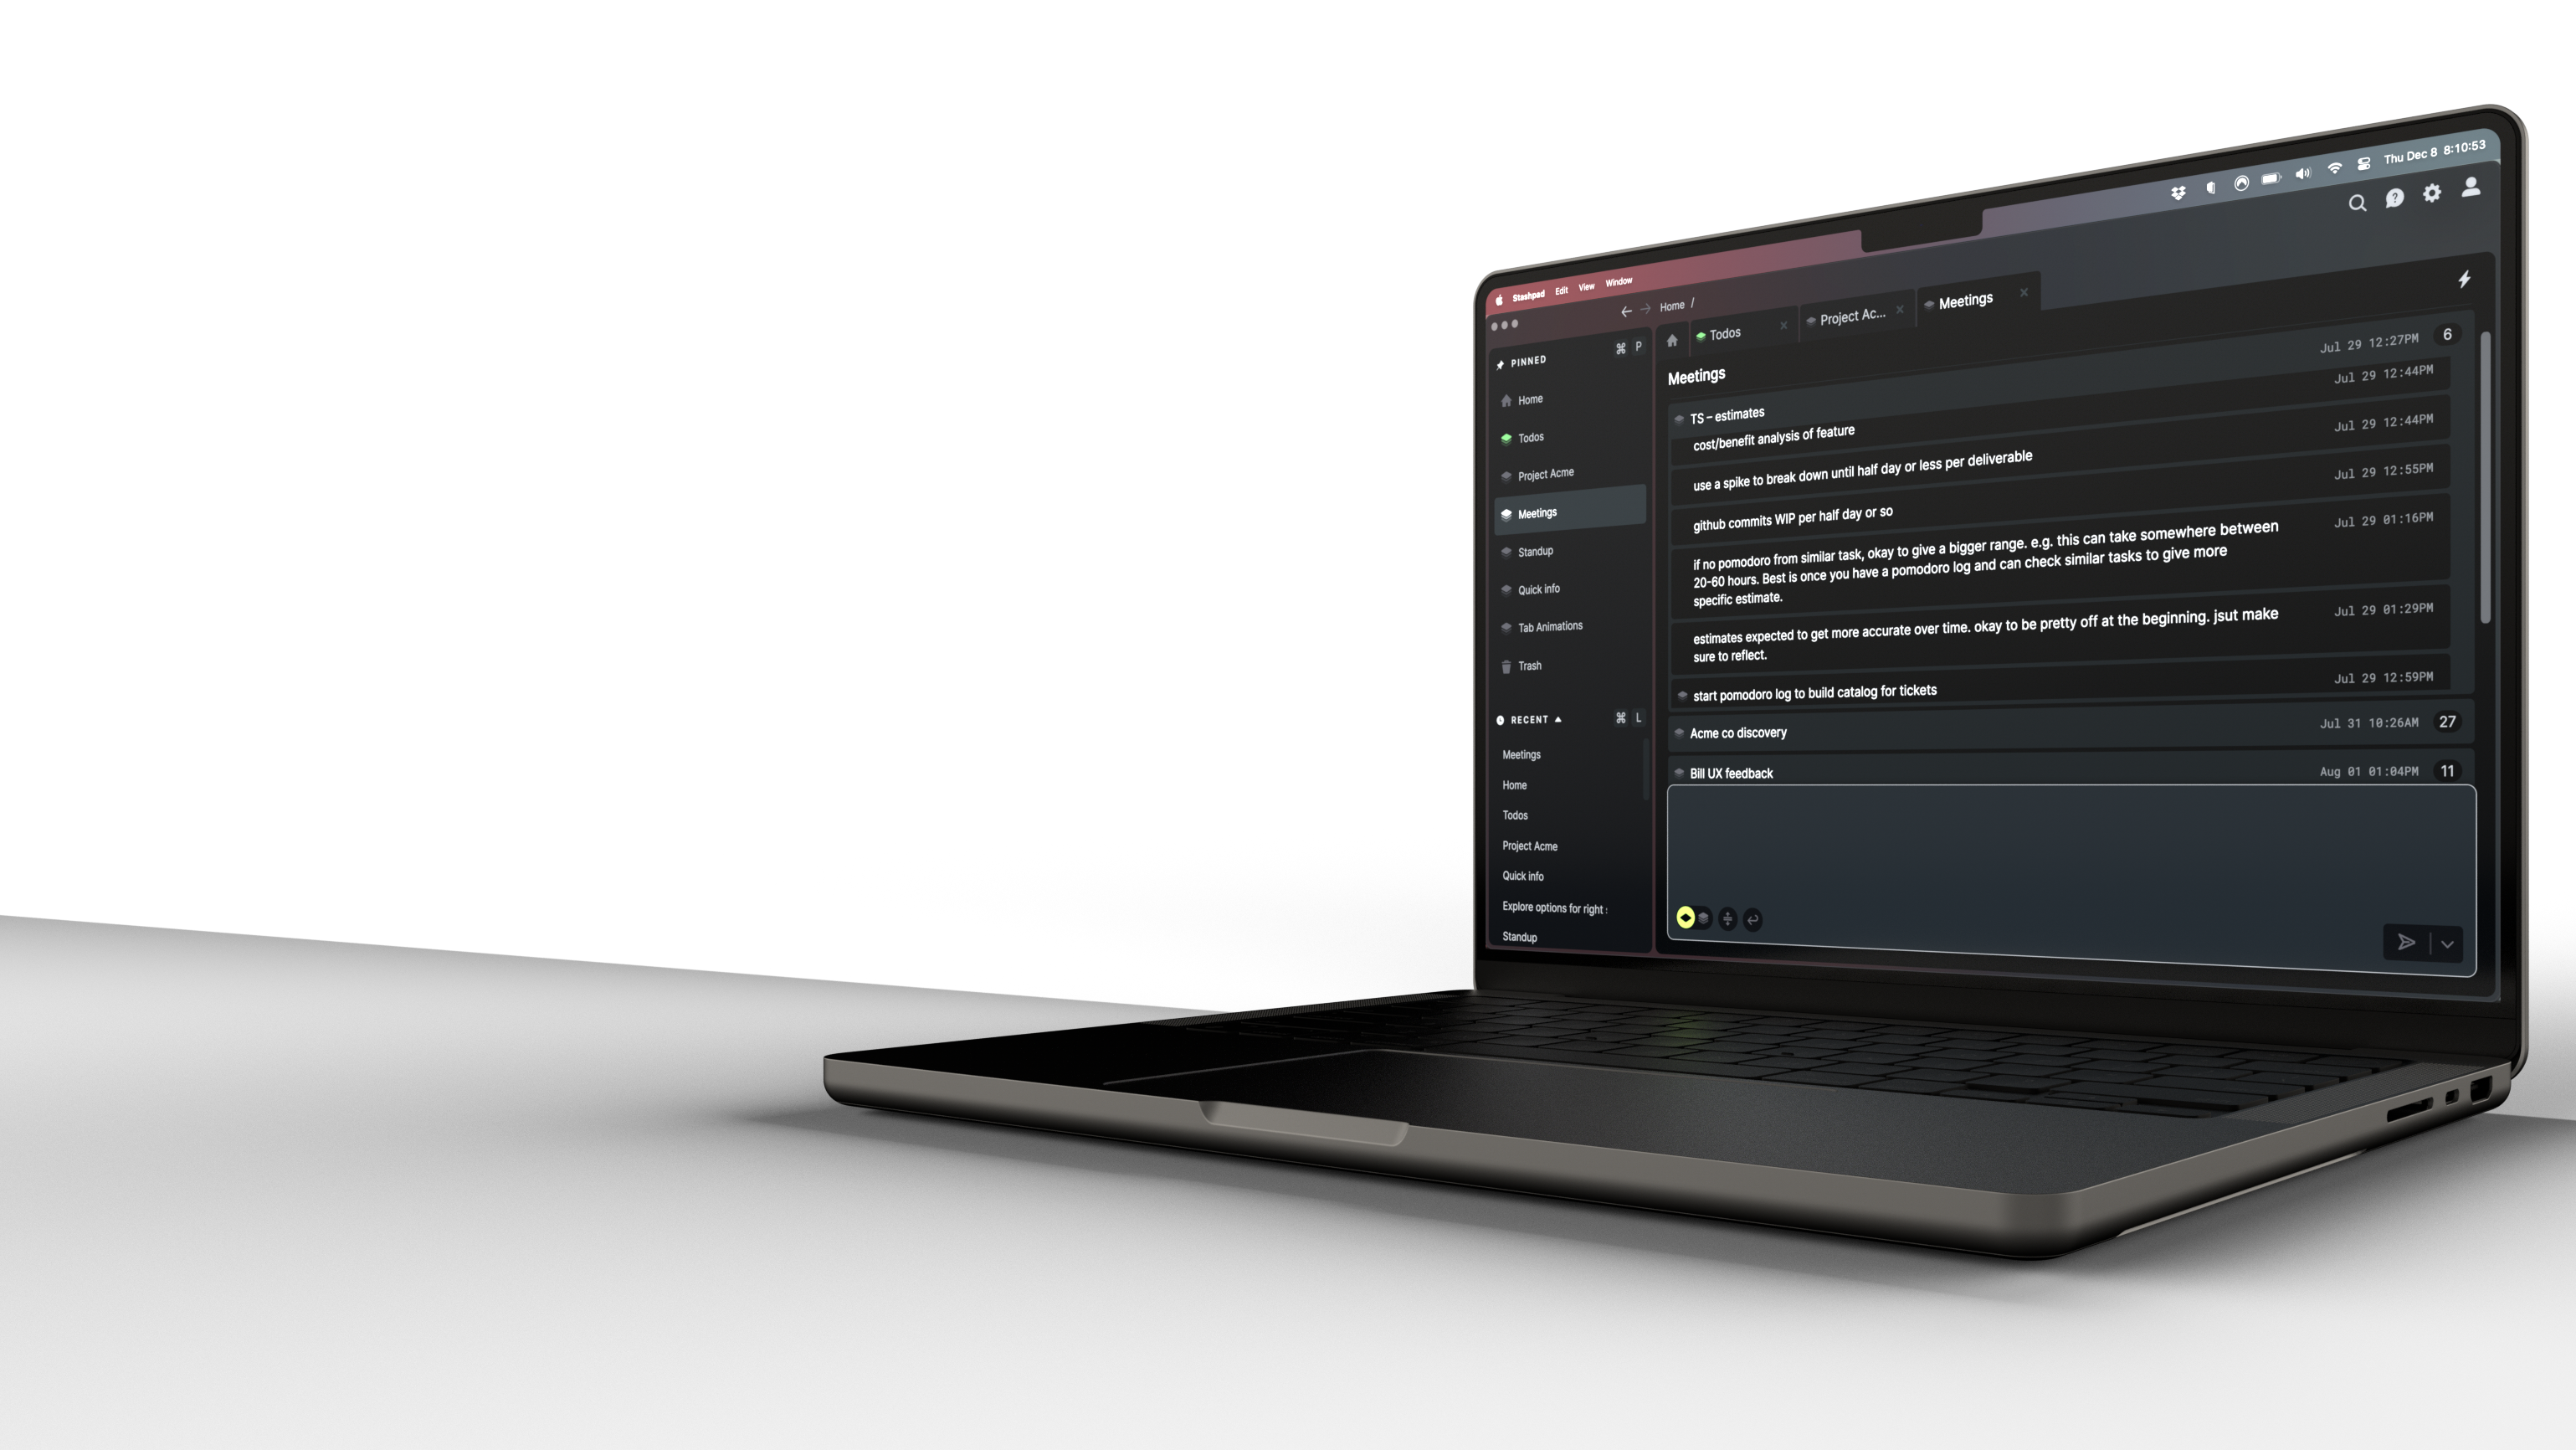 Stashpad Edit View Window
Thu Dec 8 8:10:53
Home /
PINNED ⌘ P
Home
Todos
Project Acme
Meetings
Standup
Quick info
Tab Animations
Trash
RECENT ⌘ L
Meetings
Home
Todos
Project Acme
Quick info
Explore options for right :
Standup
Todos
Project Ac...
Meetings
Meetings
TS – estimates Jul 29 12:27PM 6
cost/benefit analysis of feature Jul 29 12:44PM
use a spike to break down until half day or less per deliverable Jul 29 12:44PM
github commits WIP per half day or so Jul 29 12:55PM
if no pomodoro from similar task, okay to give a bigger range. e.g. this can take somewhere between Jul 29 01:16PM
20-60 hours. Best is once you have a pomodoro log and can check similar tasks to give more
specific estimate.
estimates expected to get more accurate over time. okay to be pretty off at the beginning. jsut make Jul 29 01:29PM
sure to reflect.
start pomodoro log to build catalog for tickets Jul 29 12:59PM
Acme co discovery Jul 31 10:26AM 27
Bill UX feedback Aug 01 01:04PM 11